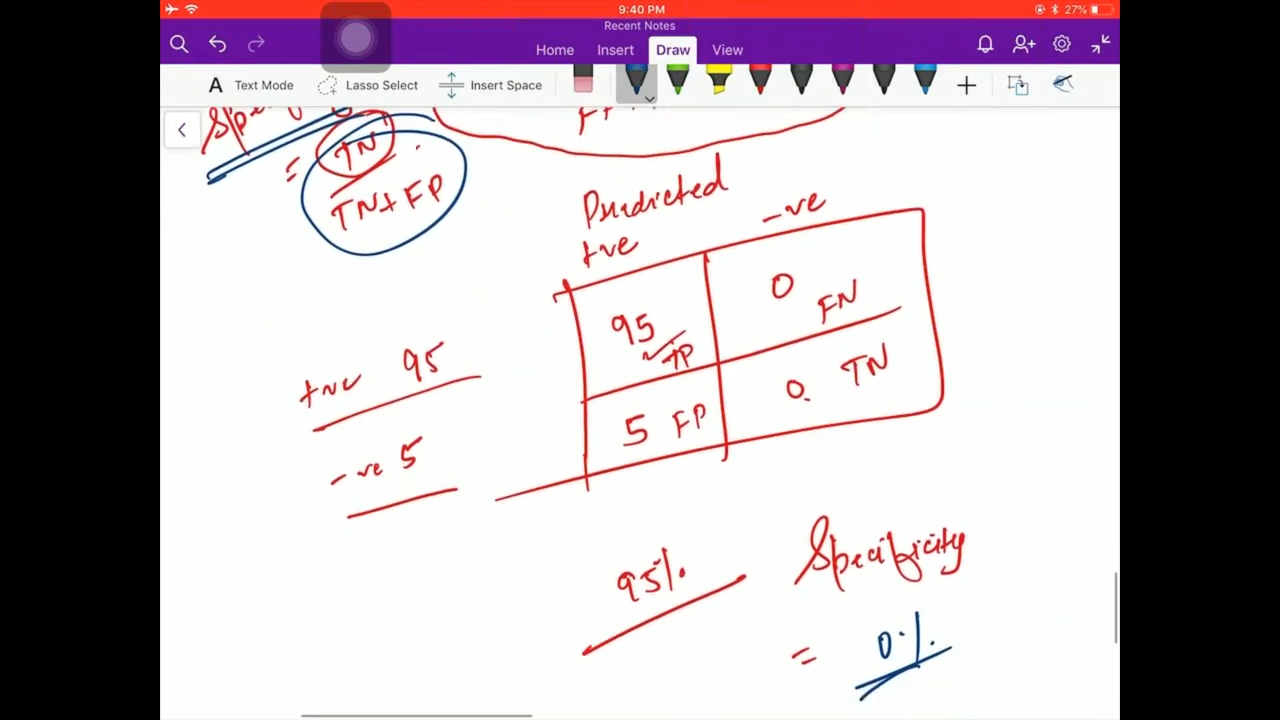 9:40 PM
27%
Recent Notes
Home Insert Draw View
Text Mode Lasso Select Insert Space
= TN
TN+FP
Predicted
+ve -ve
95 TP
0 FN
+ve 95
-ve 5
5 FP
0. TN
95%
Specificity
= 0%